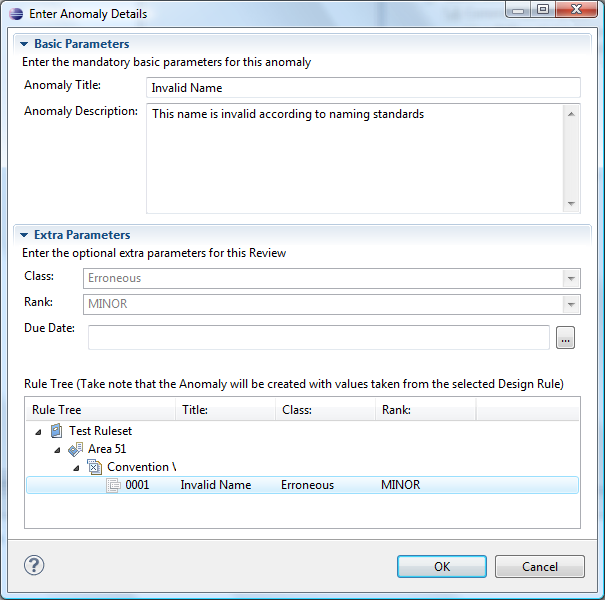 Enter Anomaly Details
Basic Parameters
Enter the mandatory basic parameters for this anomaly
Anomaly Title: Invalid Name
Anomaly Description: This name is invalid according to naming standards
Extra Parameters
Enter the optional extra parameters for this Review
Class: Erroneous
Rank: MINOR
Due Date: ...
Rule Tree (Take note that the Anomaly will be created with values taken from the selected Design Rule)
Rule Tree Title: Class: Rank:
Test Ruleset
Area 51
Convention \
0001 Invalid Name Erroneous MINOR
? OK Cancel